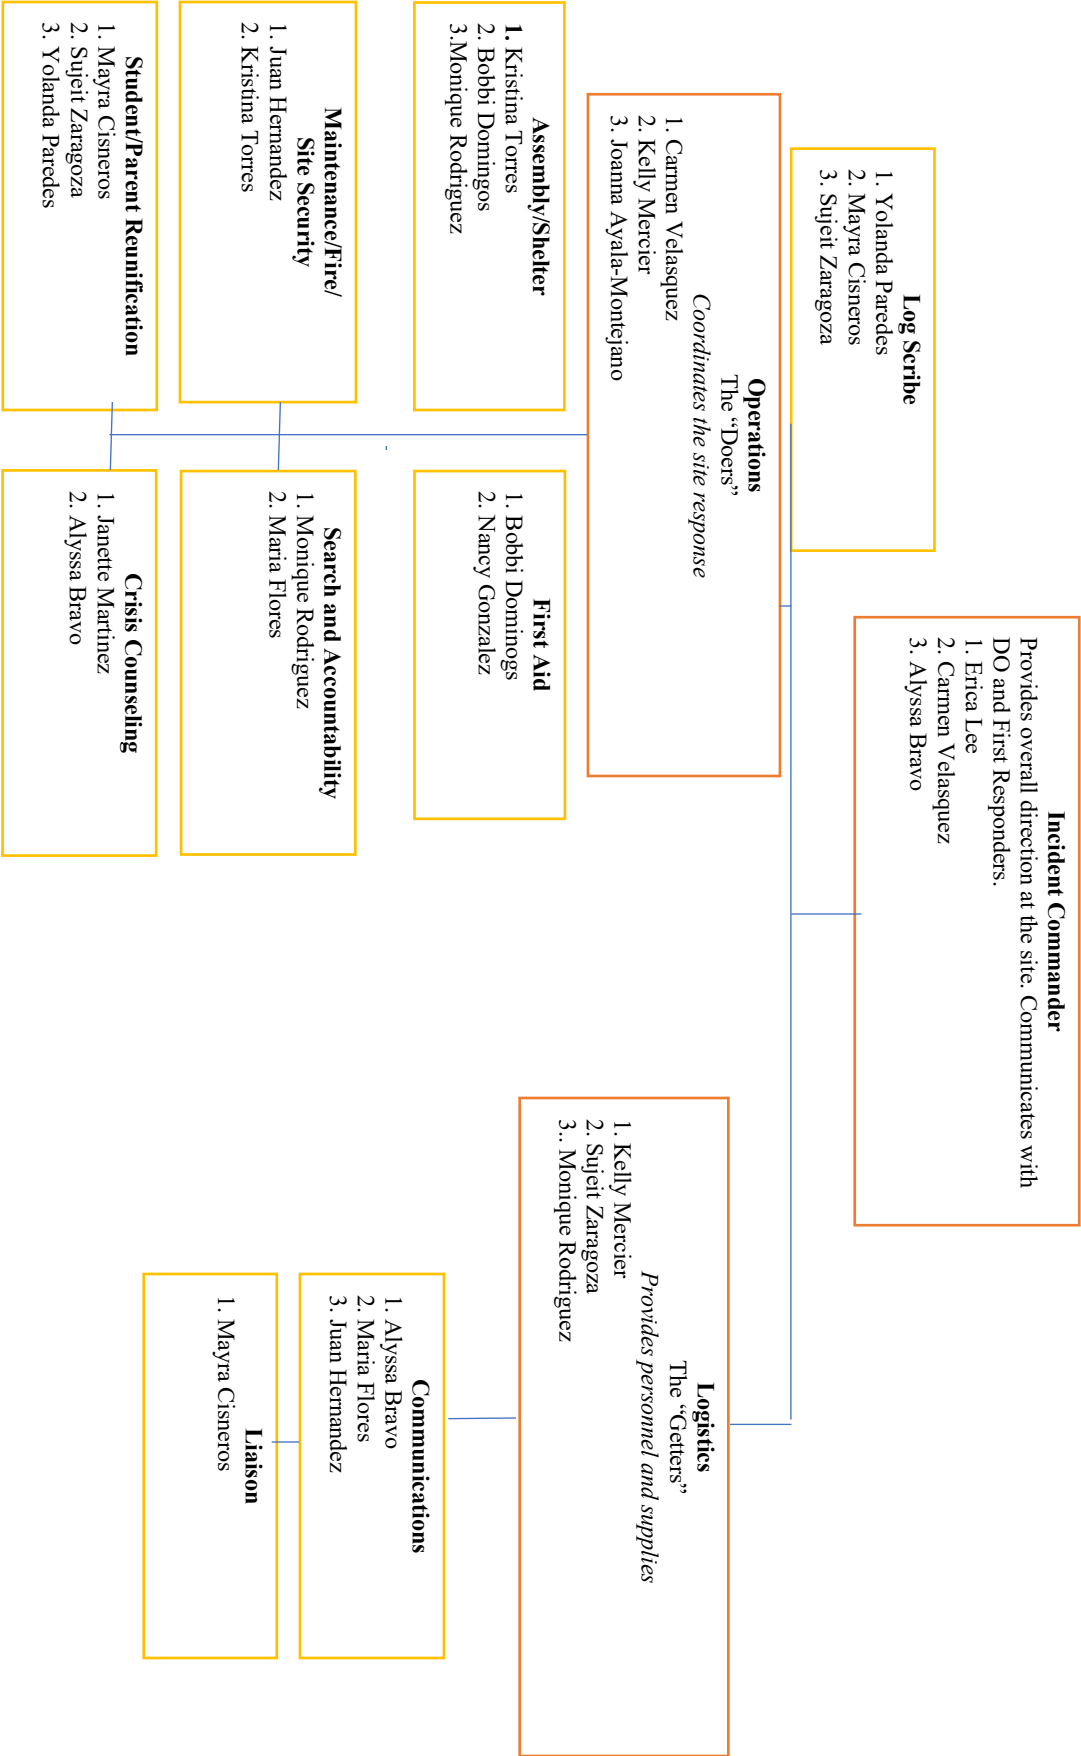 Incident Commander
Provides overall direction at the site. Communicates with
DO and First Responders.
1. Erica Lee
2. Carmen Velasquez
3. Alyssa Bravo
Log Scribe
1. Yolanda Paredes
2. Mayra Cisneros
3. Sujeit Zaragoza
Operations
The “Doers”
Coordinates the site response
1. Carmen Velasquez
2. Kelly Mercier
3. Joanna Ayala-Montejano
Logistics
The “Getters”
Provides personnel and supplies
1. Kelly Mercier
2. Sujeit Zaragoza
3.. Monique Rodriguez
Assembly/Shelter
1. Kristina Torres
2. Bobbi Domingos
3.Monique Rodriguez
First Aid
1. Bobbi Dominogs
2. Nancy Gonzalez
Communications
1. Alyssa Bravo
2. Maria Flores
3. Juan Hernandez
Maintenance/Fire/
Site Security
1. Juan Hernandez
2. Kristina Torres
Search and Accountability
1. Monique Rodriguez
2. Maria Flores
Liaison
1. Mayra Cisneros
Student/Parent Reunification
1. Mayra Cisneros
2. Sujeit Zaragoza
3. Yolanda Paredes
Crisis Counseling
1. Janette Martinez
2. Alyssa Bravo